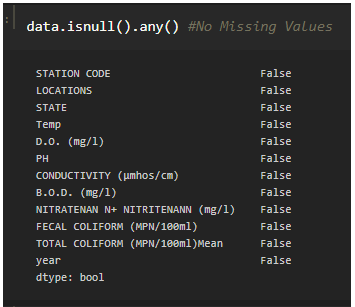 data.isnull().any() #No Missing Values
STATION CODE False
LOCATIONS False
STATE False
Temp False
D.O. (mg/l) False
PH False
CONDUCTIVITY (µmhos/cm) False
B.O.D. (mg/l) False
NITRATENAN N+ NITRITENANN (mg/l) False
FECAL COLIFORM (MPN/100ml) False
TOTAL COLIFORM (MPN/100ml)Mean False
year False
dtype: bool